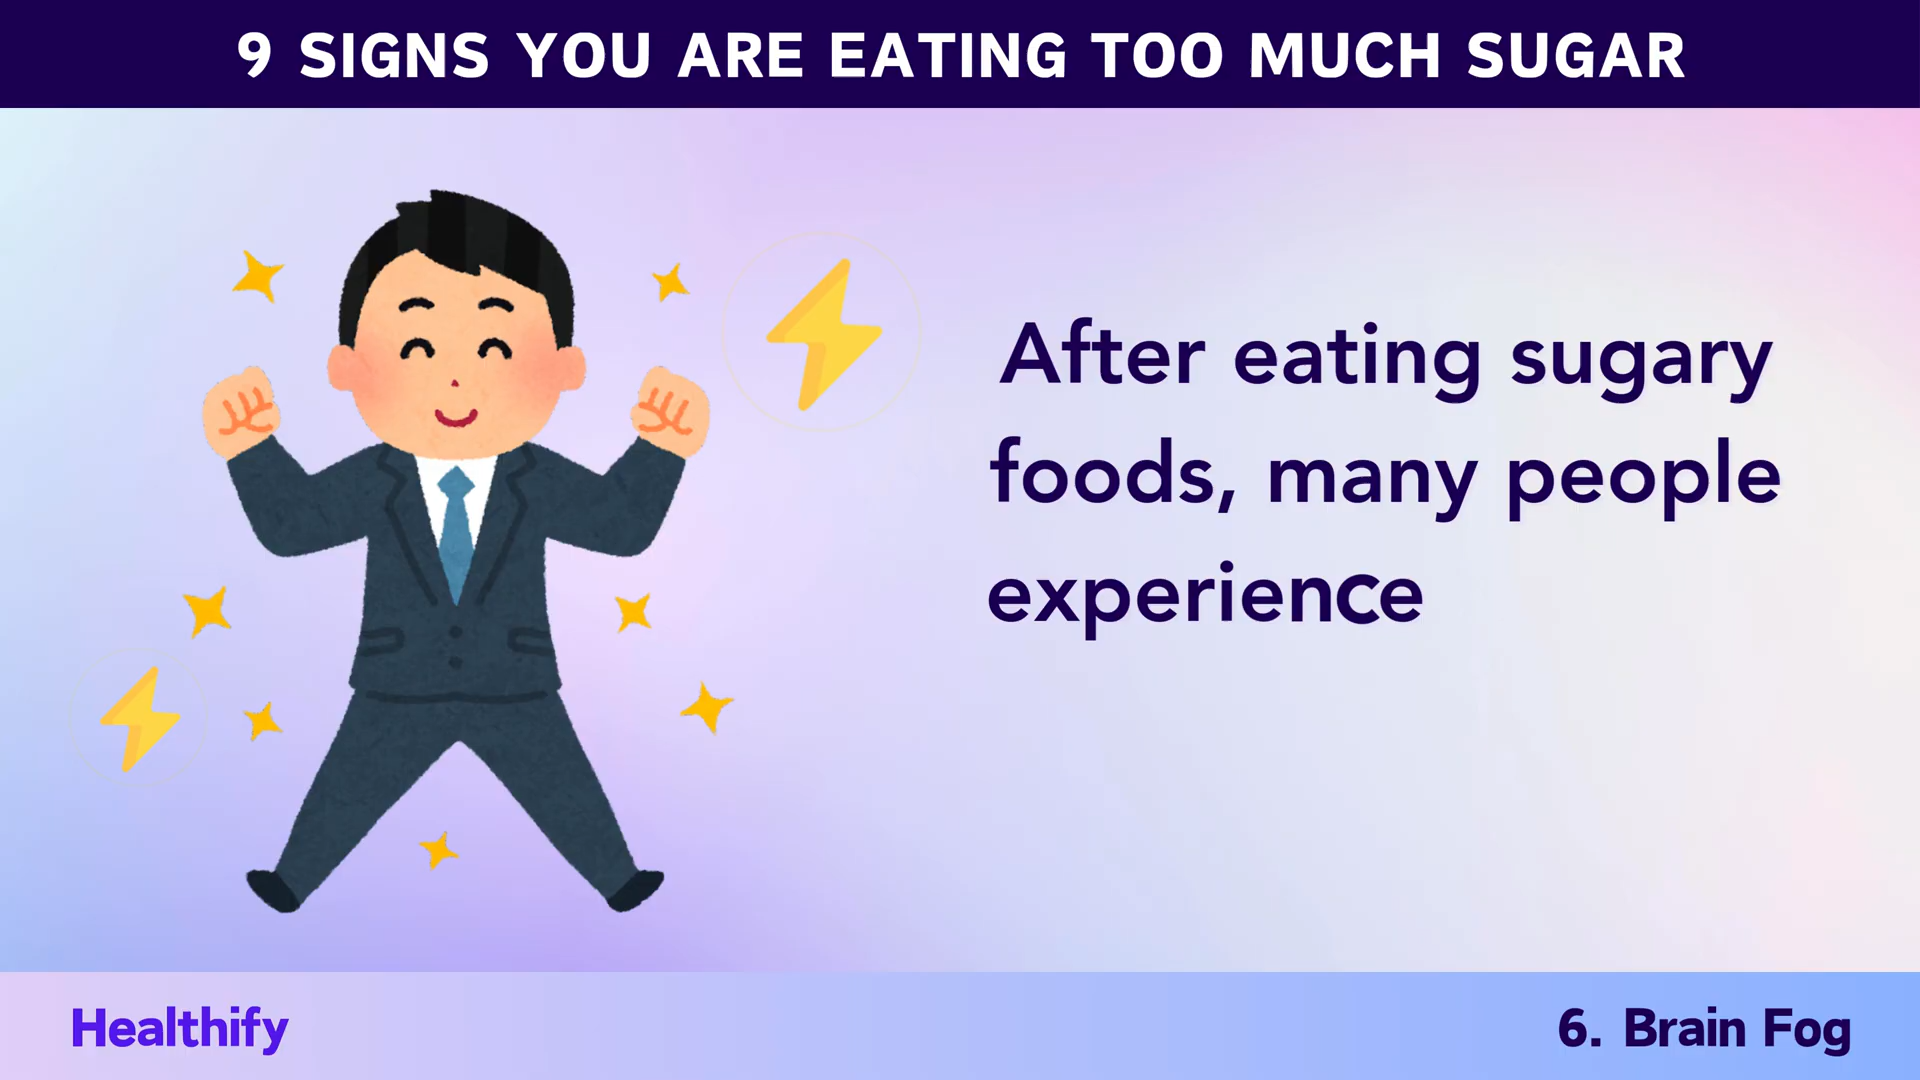 9 SIGNS YOU ARE EATING TOO MUCH SUGAR
After eating sugary
foods, many people
experience
Healthify
6. Brain Fog